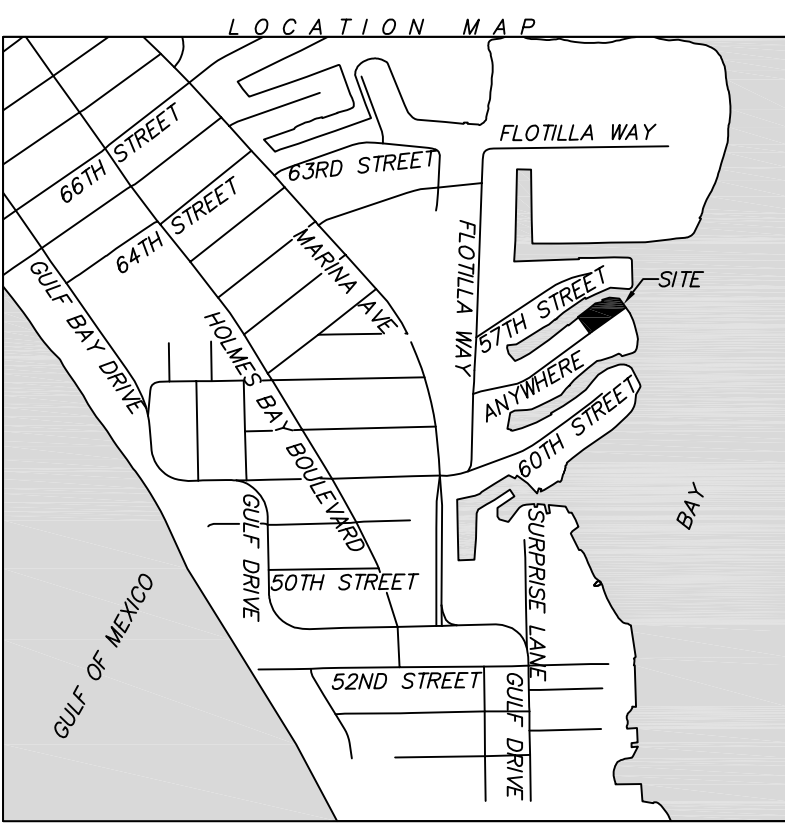 LOCATION MAP
FLOTILLA WAY
66TH STREET
63RD STREET
64TH STREET
MARINA AVE
FLOTILLA WAY
GULF BAY DRIVE
57TH STREET
SITE
HOLMES BAY BOULEVARD
ANYWHERE
60TH STREET
BAY
GULF DRIVE
SURPRISE LANE
50TH STREET
GULF OF MEXICO
52ND STREET
GULF DRIVE